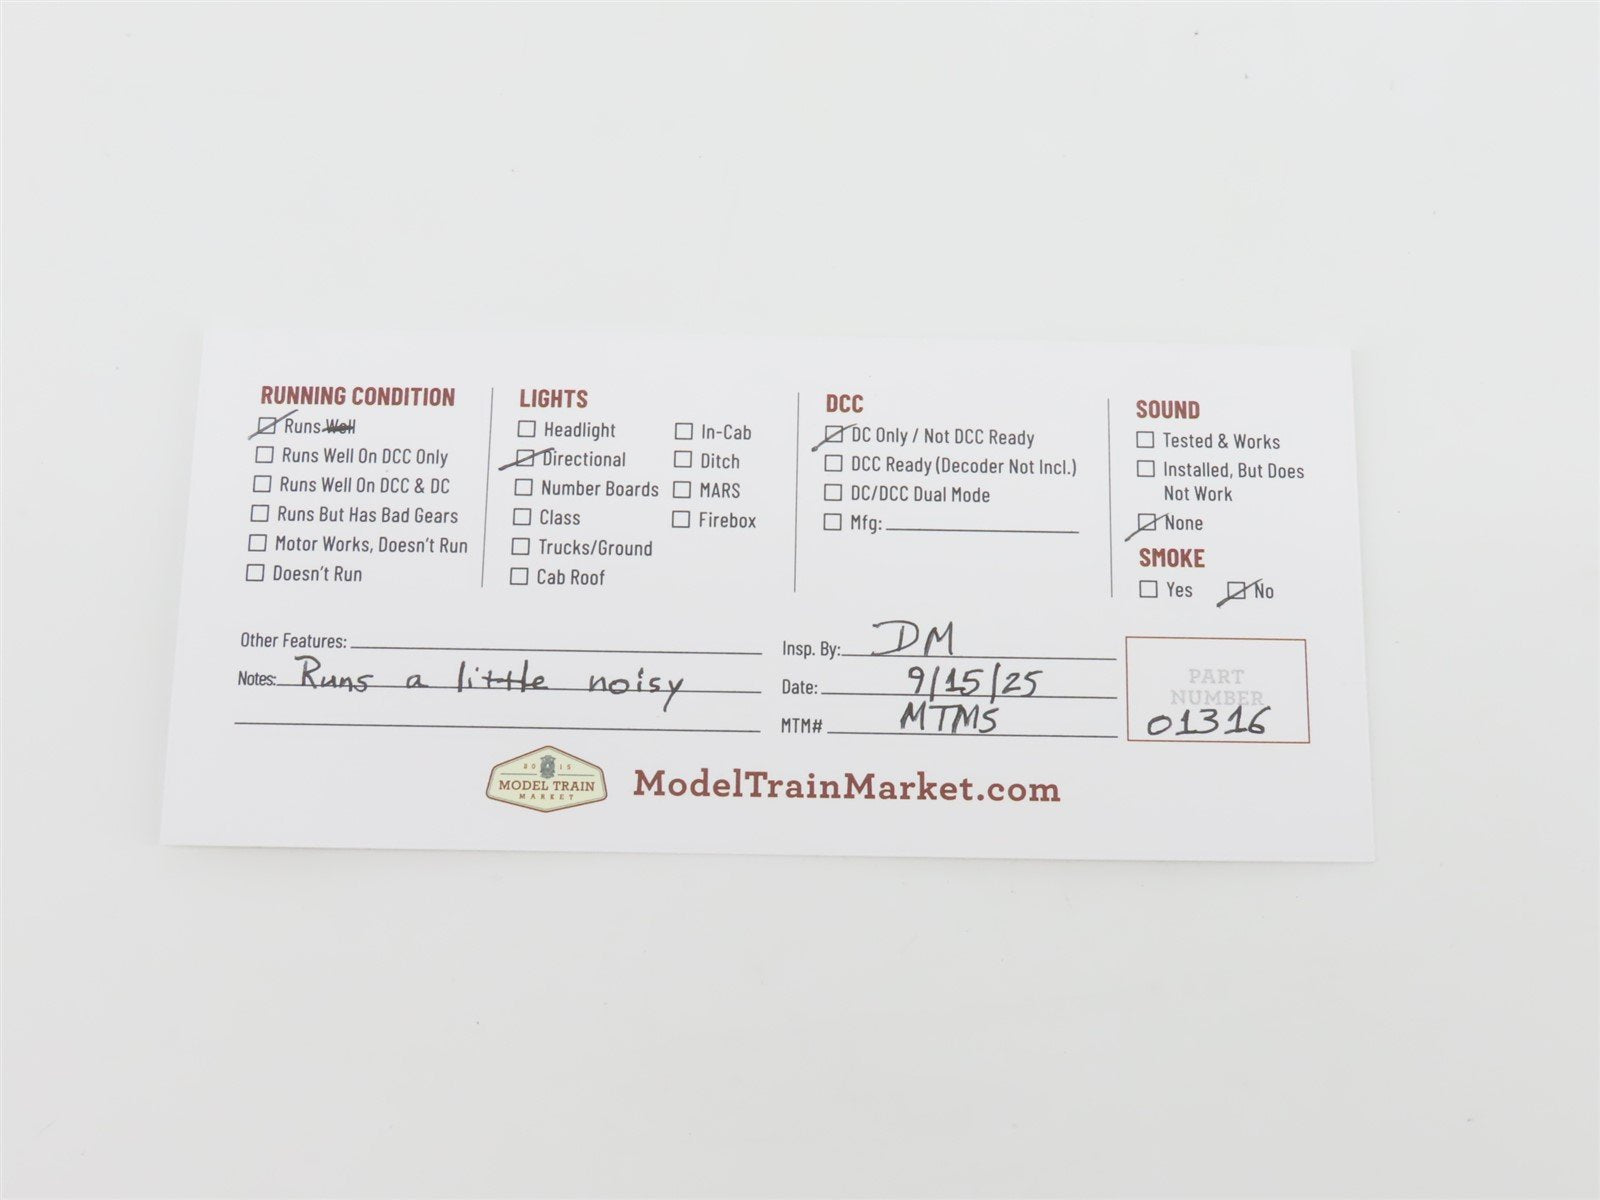 RUNNING CONDITION
Runs Well
Runs Well On DCC Only
Runs Well On DCC & DC
Runs But Has Bad Gears
Motor Works, Doesn't Run
Doesn't Run
LIGHTS
Headlight
Directional
Number Boards
Class
Trucks/Ground
Cab Roof
In-Cab
Ditch
MARS
Firebox
DCC
DC Only / Not DCC Ready
DCC Ready (Decoder Not Incl.)
DC/DCC Dual Mode
Mfg:
SOUND
Tested & Works
Installed, But Does
Not Work
None
SMOKE
Yes No
Other Features:
Notes: Runs a little noisy
Insp. By: DM
Date: 9/15/25
MTM# MTMS
PART
NUMBER
01316
2015
MODEL TRAIN
MARKET
ModelTrainMarket.com